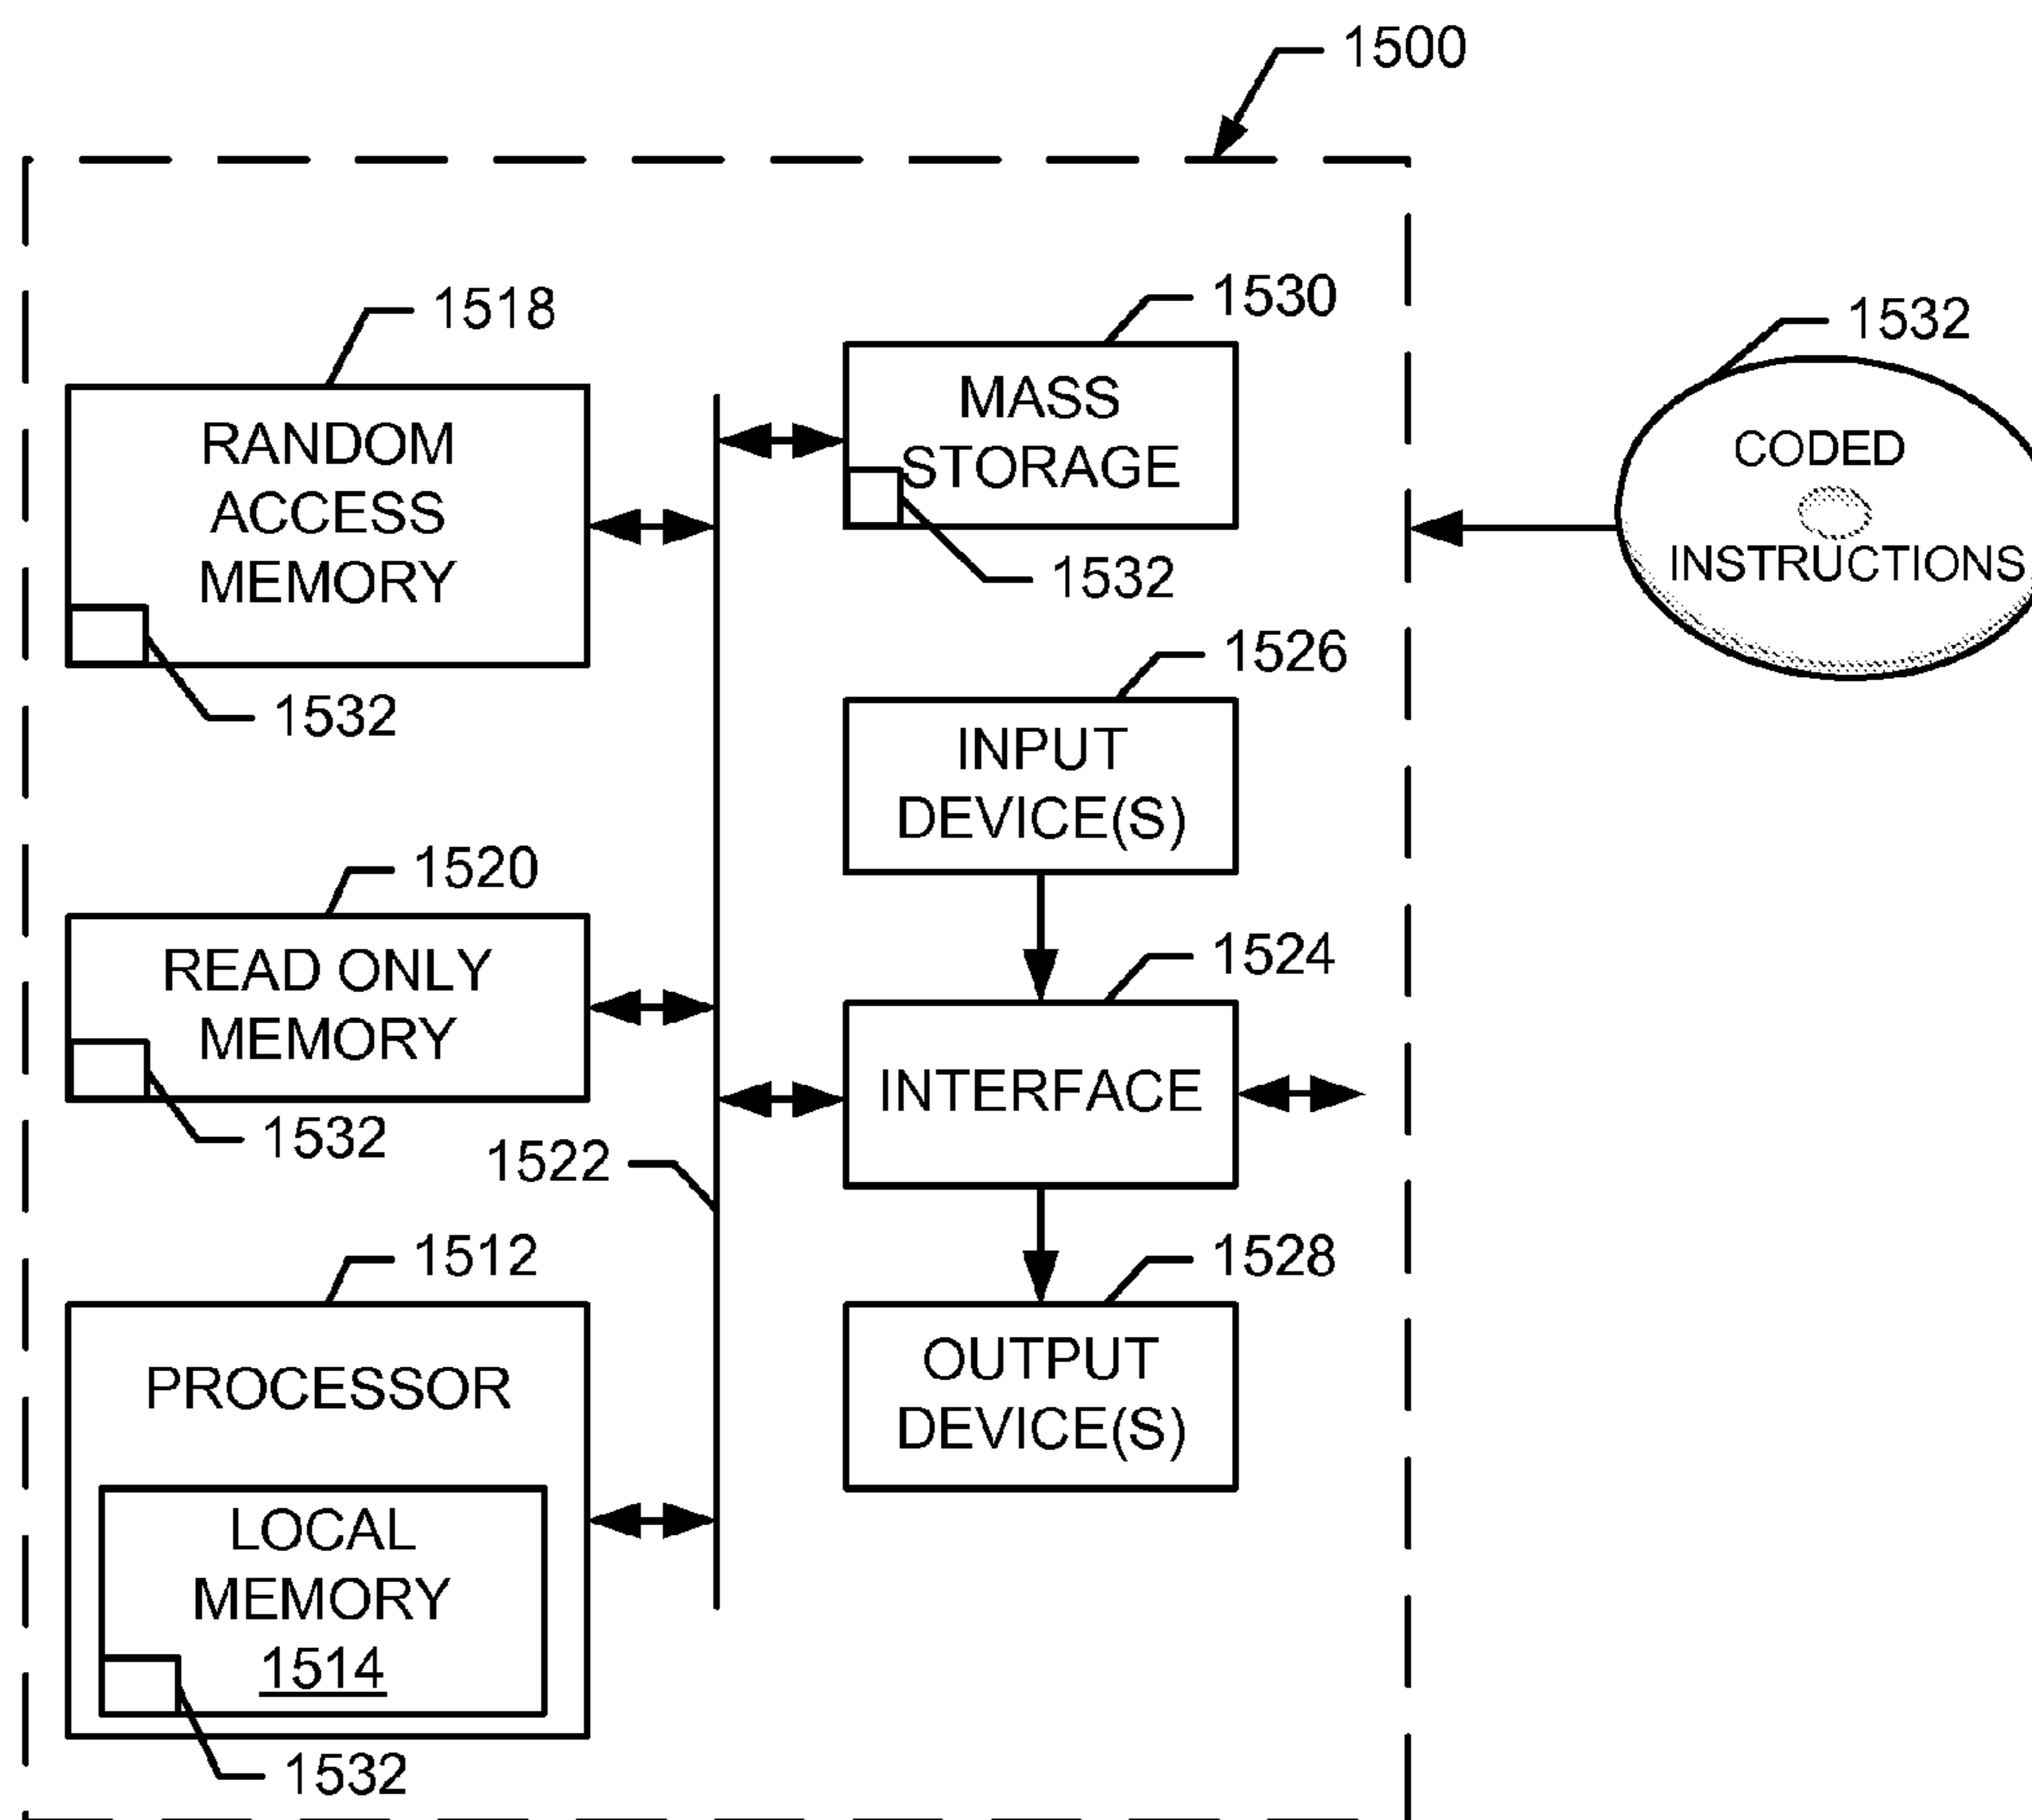 1500
1518
RANDOM
ACCESS
MEMORY
1532
1530
MASS
STORAGE
1532
1532
CODED
INSTRUCTIONS
1526
INPUT
DEVICE(S)
1520
READ ONLY
MEMORY
1532
1524
INTERFACE
1522
1512
PROCESSOR
LOCAL
MEMORY
1514
1532
1528
OUTPUT
DEVICE(S)